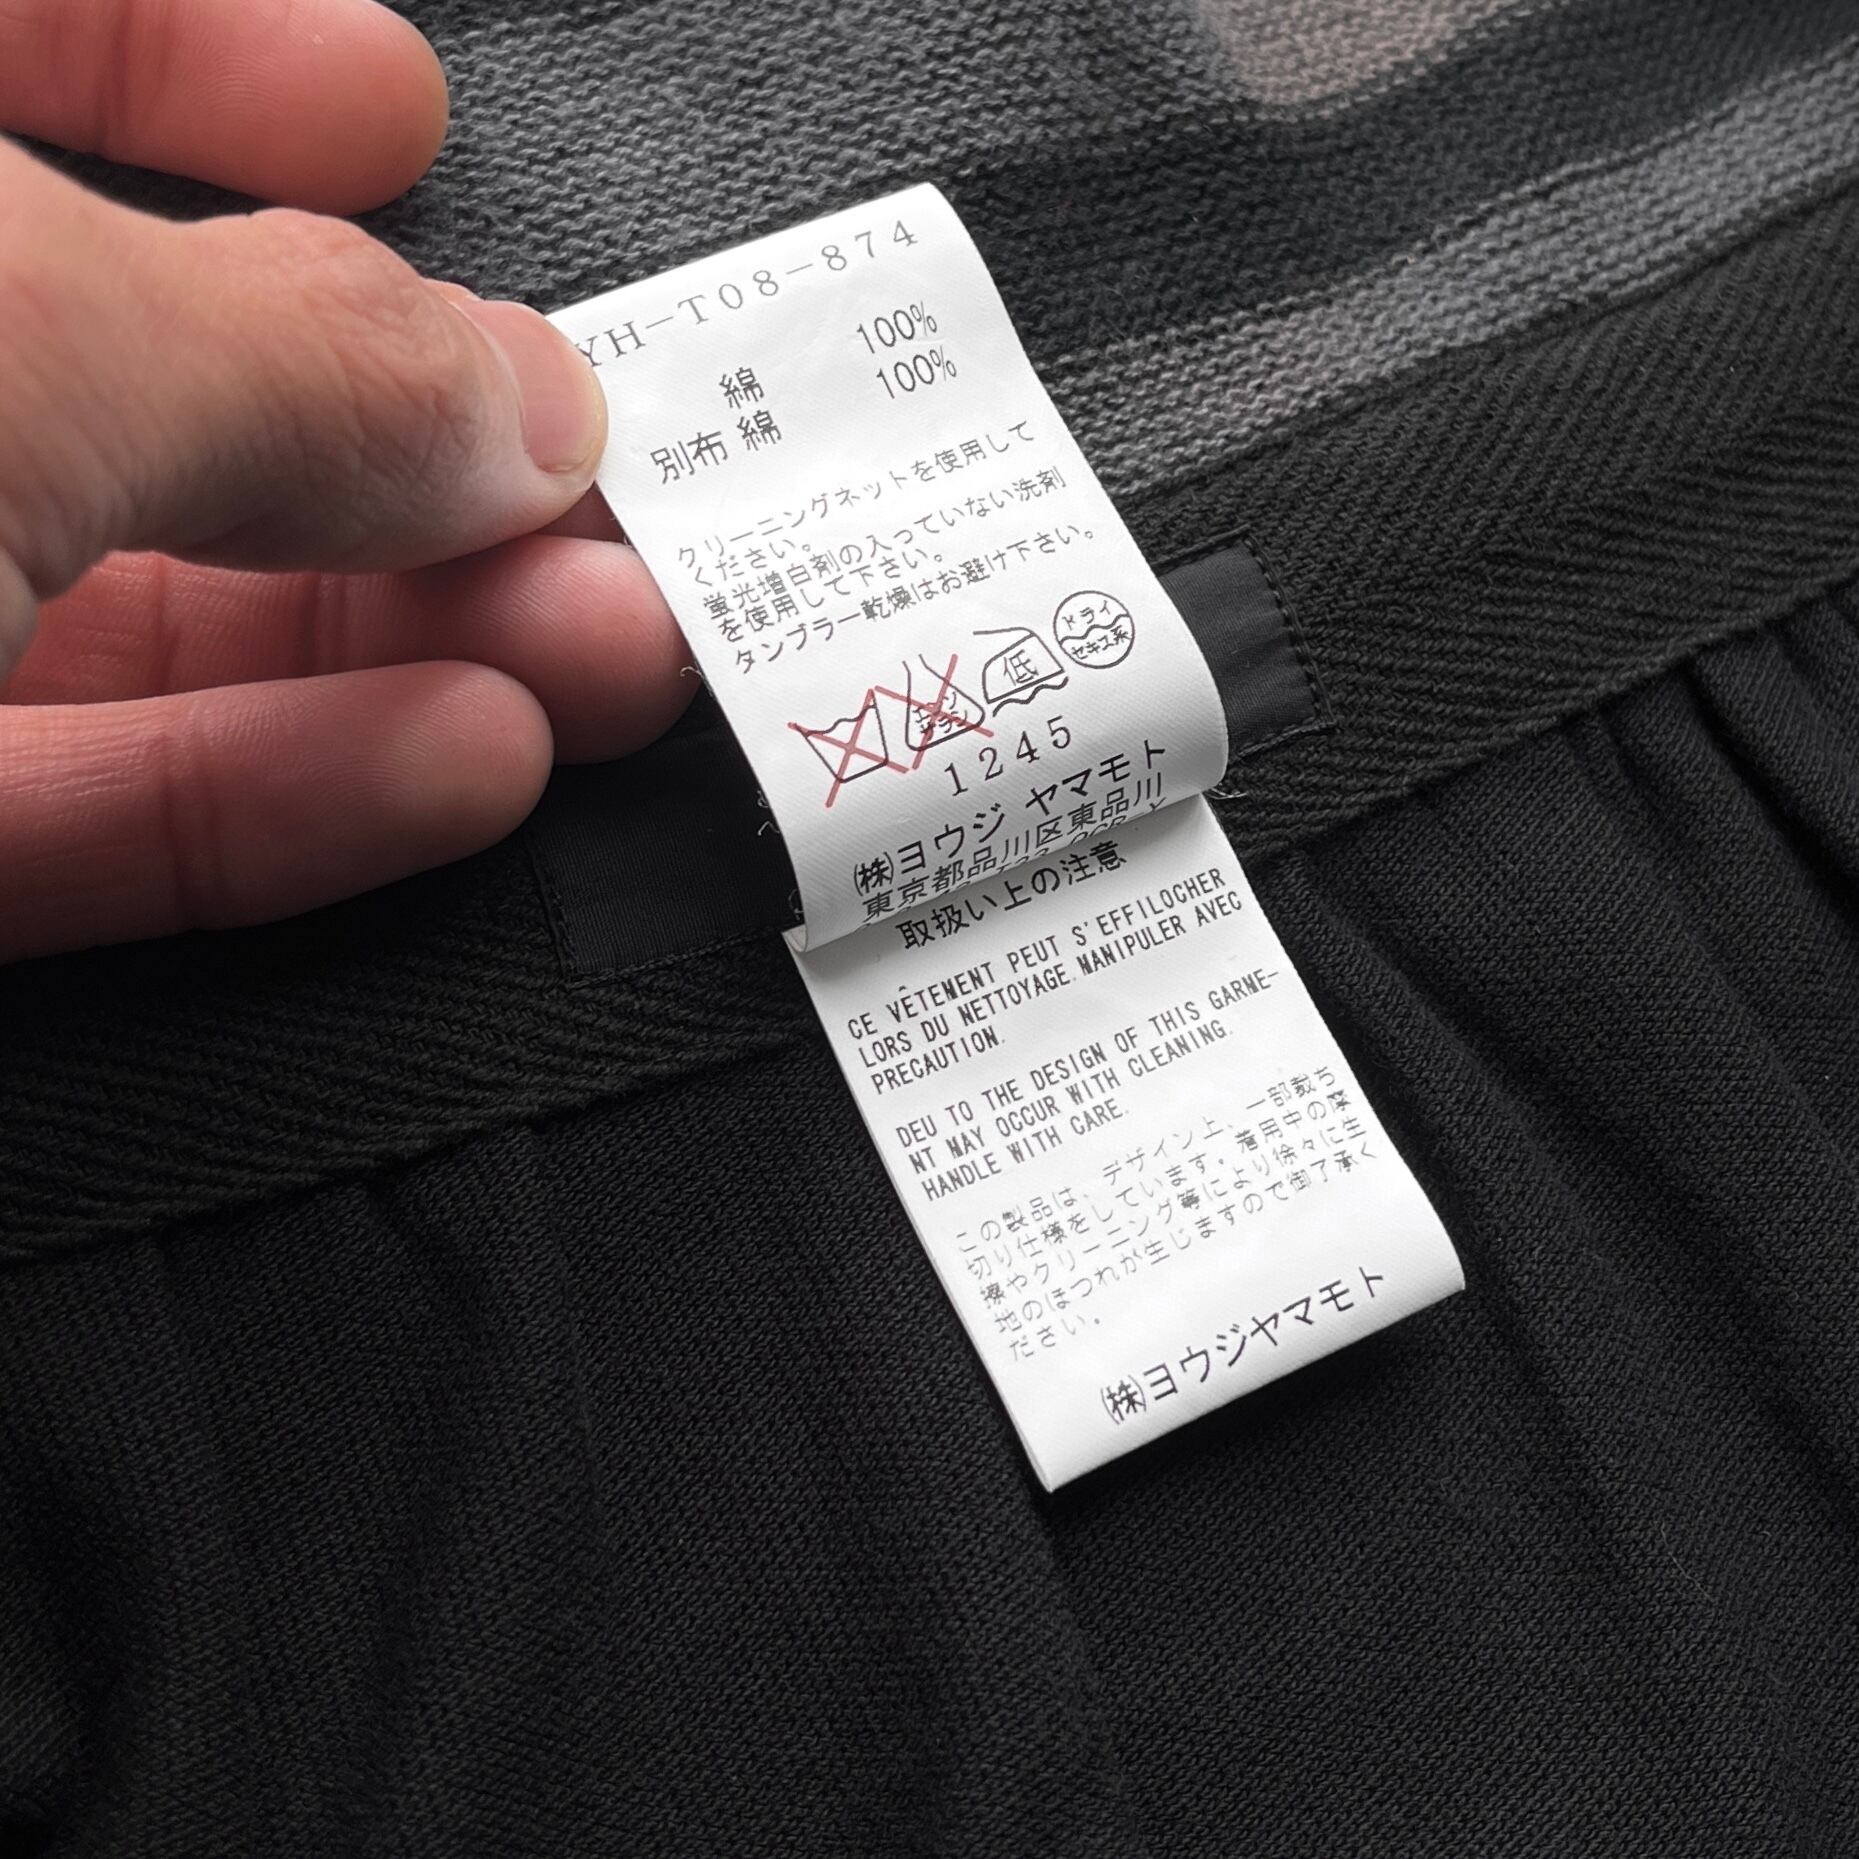 YH-T08-874
綿 100%
別布 綿 100%
クリーニングネットを使用して
ください。
蛍光増白剤の入っていない洗剤
を使用して下さい。
タンブラー乾燥はお避け下さい。
エンソ
サラシ
低
ドライ
セキユ系
1245
㈱ヨウジ ヤマモト
東京都品川区東品川
取扱い上の注意
CE VÊTEMENT PEUT S'EFFILOCHER
LORS DU NETTOYAGE.MANIPULER AVEC
PRECAUTION.
DEU TO THE DESIGN OF THIS GARME-
NT MAY OCCUR WITH CLEANING.
HANDLE WITH CARE.
この製品は、デザイン上、一部裁ち
切り仕様をしています。着用中の摩
擦やクリーニング等により徐々に生
地のほつれが生じますので御了承く
ださい。
㈱ヨウジヤマモト